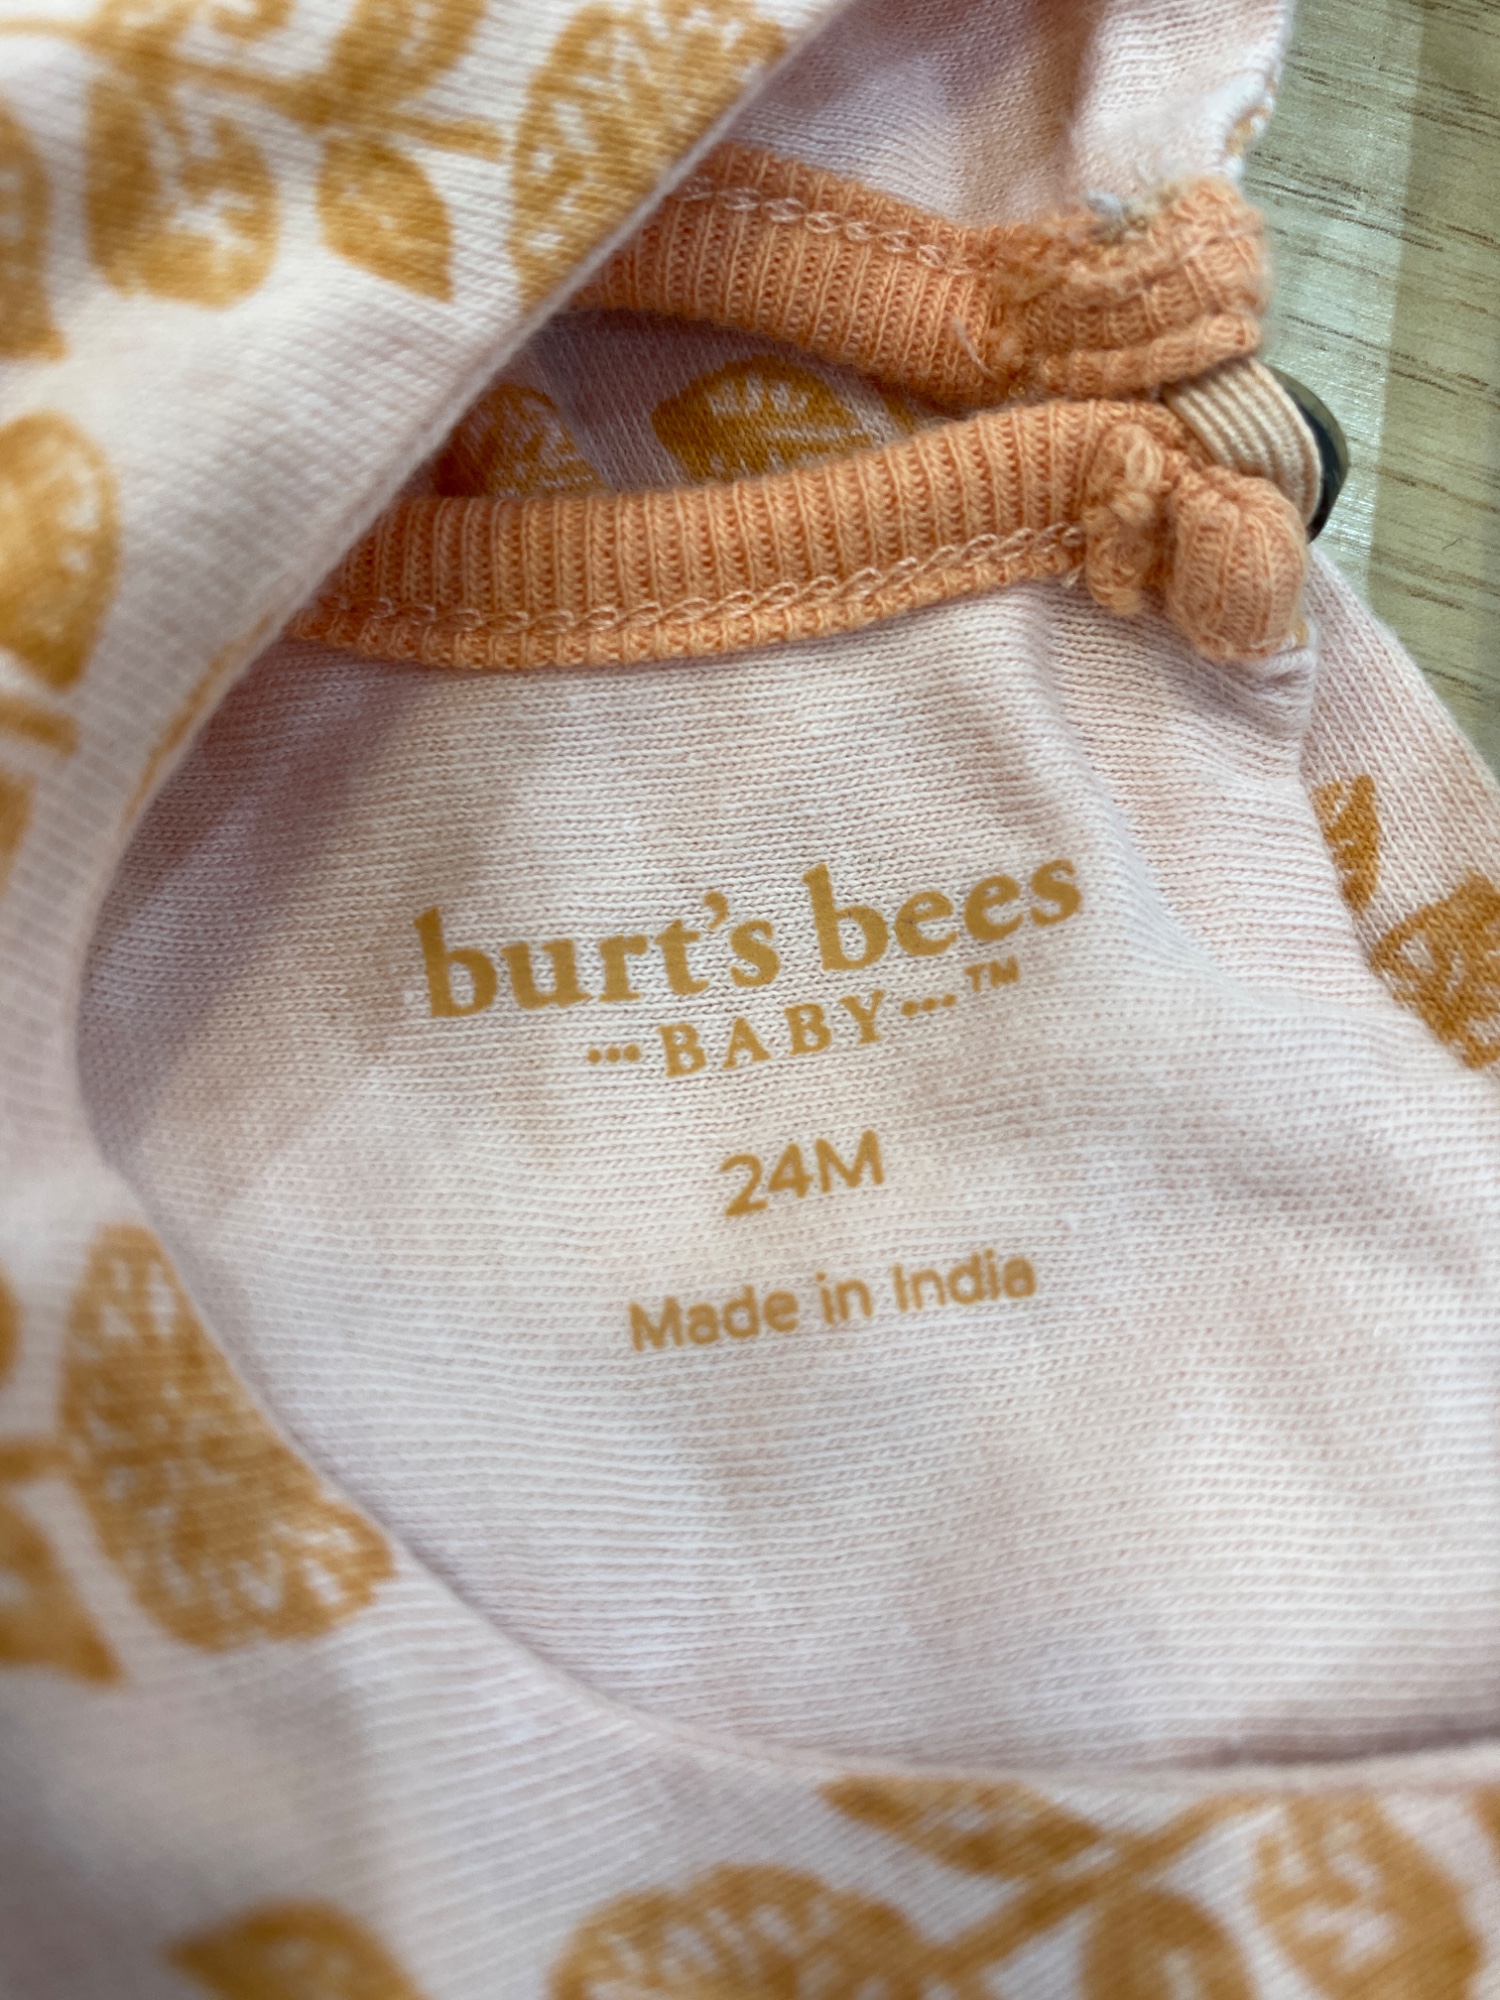 burt's bees
•••BABY•••™
24M
Made in India